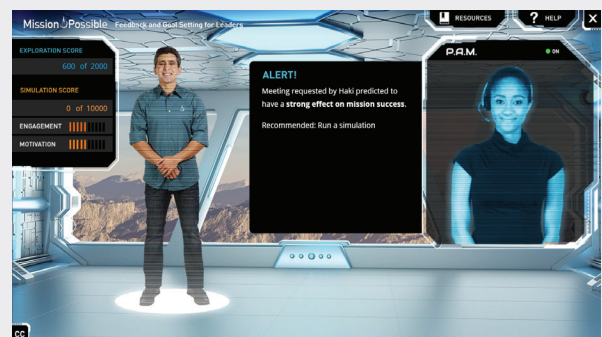 Mission Possible Feedback and Goal Setting for Leaders
RESOURCES
? HELP
X
EXPLORATION SCORE
600 of 2000
SIMULATION SCORE
0 of 10000
ENGAGEMENT
MOTIVATION
ALERT!
Meeting requested by Haki predicted to
have a strong effect on mission success.
Recommended: Run a simulation
P.A.M.
ON
CC